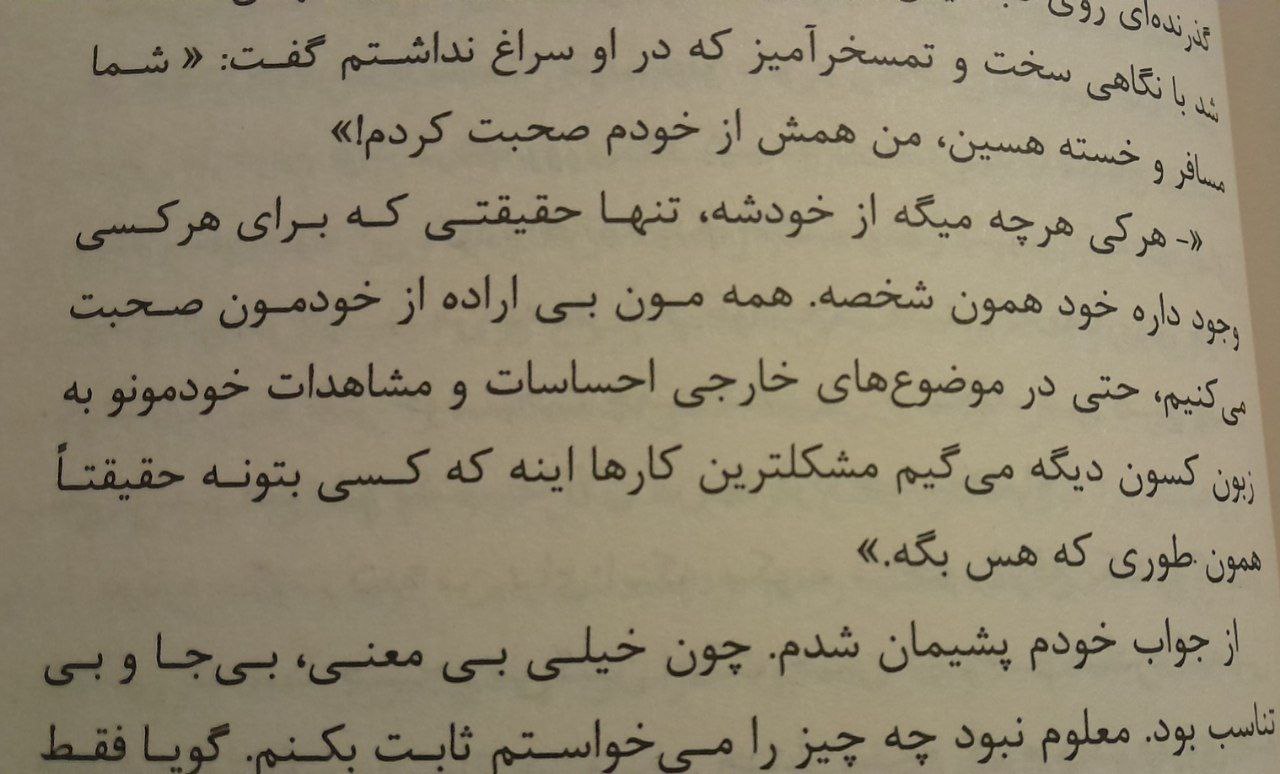 گذرنده‌ای روی
شد با نگاهی سخت و تمسخرآمیز که در او سراغ نداشتم گفت: « شما
مسافر و خسته هسین، من همش از خودم صحبت کردم!»
«- هرکی هرچه میگه از خودشه، تنها حقیقتی که برای هرکسی
وجود داره خود همون شخصه. همه مون بی اراده از خودمون صحبت
می‌کنیم، حتی در موضوع‌های خارجی احساسات و مشاهدات خودمونو به
زبون کسون دیگه می‌گیم مشکلترین کارها اینه که کسی بتونه حقیقتاً
همون طوری که هس بگه.»
از جواب خودم پشیمان شدم. چون خیلی بی معنی، بی‌جا و بی
تناسب بود. معلوم نبود چه چیز را می‌خواستم ثابت بکنم. گویا فقط